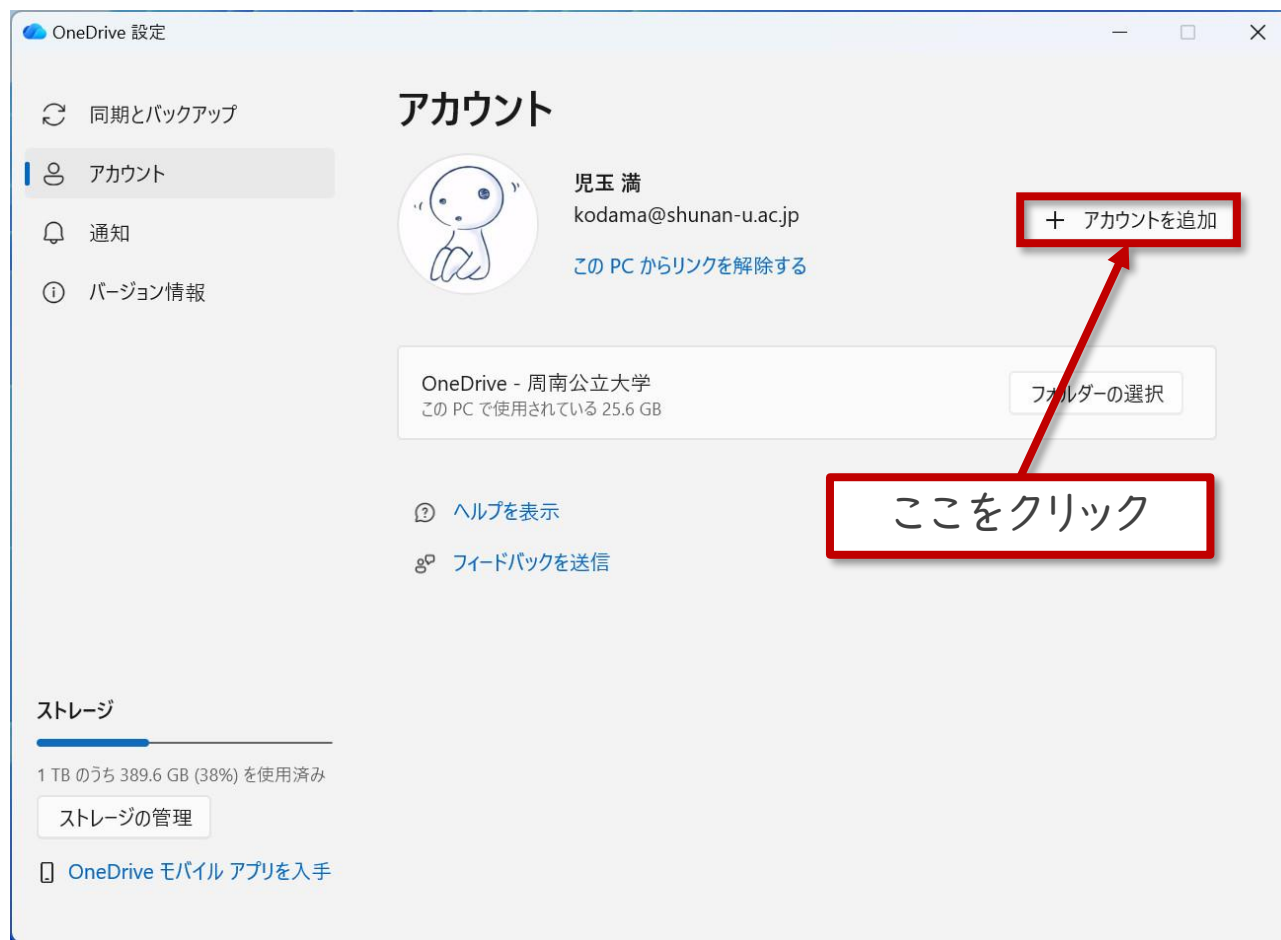 OneDrive 設定
同期とバックアップ
アカウント
通知
バージョン情報
アカウント
児玉 満
kodama@shunan-u.ac.jp
この PC からリンクを解除する
＋ アカウントを追加
OneDrive - 周南公立大学
この PC で使用されている 25.6 GB
フォルダーの選択
ここをクリック
ヘルプを表示
フィードバックを送信
ストレージ
1 TB のうち 389.6 GB (38%) を使用済み
ストレージの管理
OneDrive モバイル アプリを入手